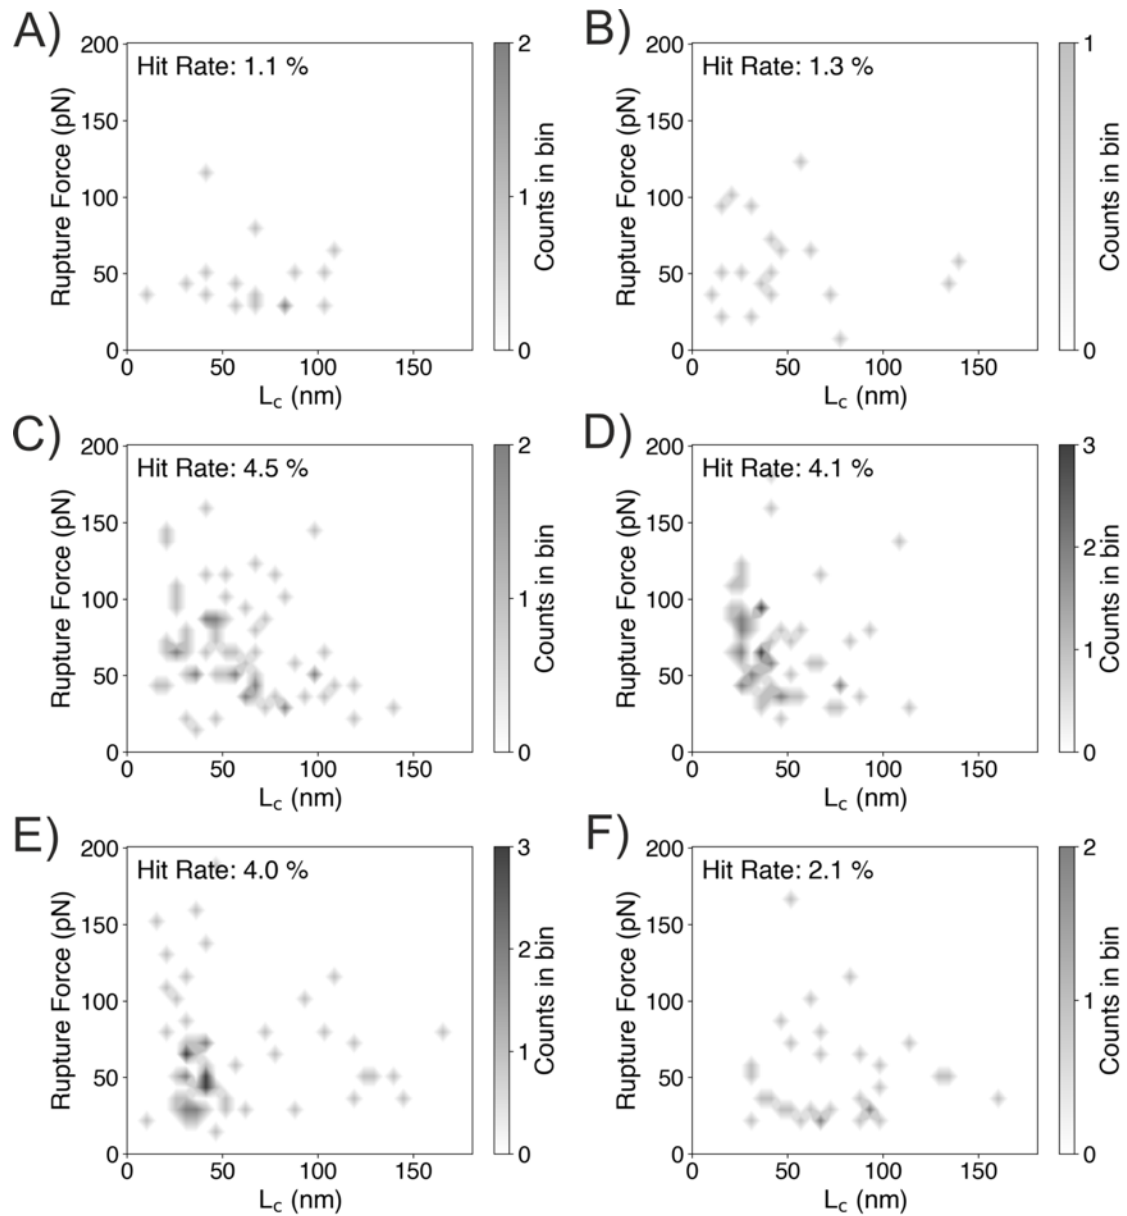 A)
Hit Rate: 1.1 %
Rupture Force (pN)
200
150
100
50
0
0 50 100 150
L_c (nm)
2
1
0
Counts in bin
B)
Hit Rate: 1.3 %
Rupture Force (pN)
200
150
100
50
0
0 50 100 150
L_c (nm)
1
0
Counts in bin
C)
Hit Rate: 4.5 %
Rupture Force (pN)
200
150
100
50
0
0 50 100 150
L_c (nm)
2
1
0
Counts in bin
D)
Hit Rate: 4.1 %
Rupture Force (pN)
200
150
100
50
0
0 50 100 150
L_c (nm)
3
2
1
0
Counts in bin
E)
Hit Rate: 4.0 %
Rupture Force (pN)
200
150
100
50
0
0 50 100 150
L_c (nm)
3
2
1
0
Counts in bin
F)
Hit Rate: 2.1 %
Rupture Force (pN)
200
150
100
50
0
0 50 100 150
L_c (nm)
2
1
0
Counts in bin